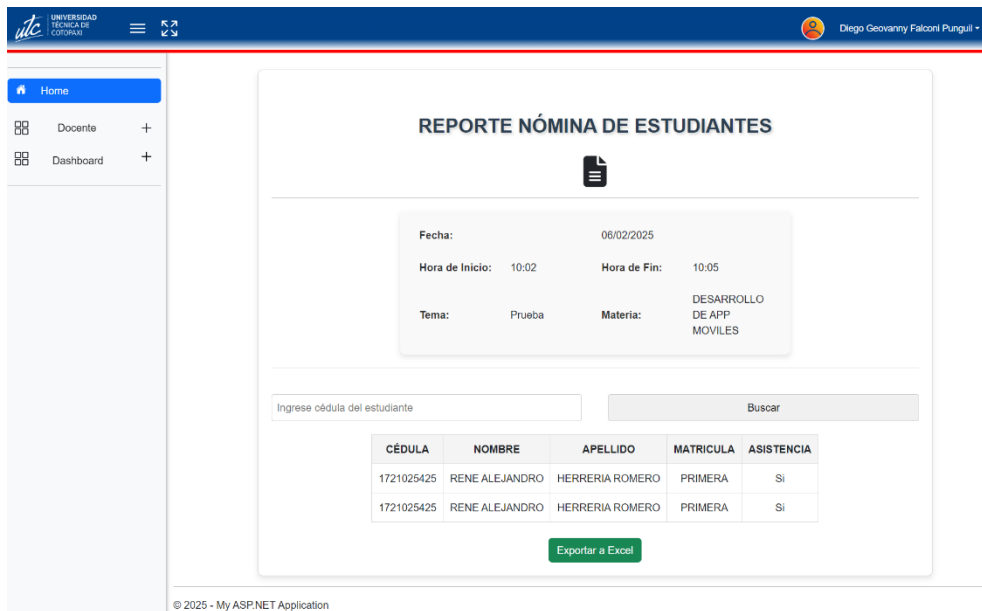 utc UNIVERSIDAD
TÉCNICA DE
COTOPAXI
Diego Geovanny Falconi Punguil
Home
Docente
Dashboard
REPORTE NÓMINA DE ESTUDIANTES
Fecha: 06/02/2025
Hora de Inicio: 10:02 Hora de Fin: 10:05
Tema: Prueba Materia: DESARROLLO
DE APP
MOVILES
Ingrese cédula del estudiante Buscar
CÉDULA NOMBRE APELLIDO MATRICULA ASISTENCIA
1721025425 RENE ALEJANDRO HERRERIA ROMERO PRIMERA Si
1721025425 RENE ALEJANDRO HERRERIA ROMERO PRIMERA Si
Exportar a Excel
© 2025 - My ASP.NET Application